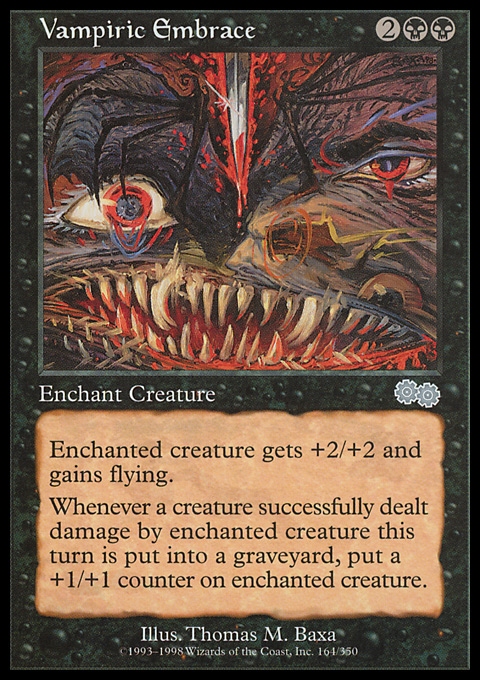 Vampiric Embrace 2
Enchant Creature
Enchanted creature gets +2/+2 and
gains flying.
Whenever a creature successfully dealt
damage by enchanted creature this
turn is put into a graveyard, put a
+1/+1 counter on enchanted creature.
Illus. Thomas M. Baxa
©1993–1998 Wizards of the Coast, Inc. 164/350